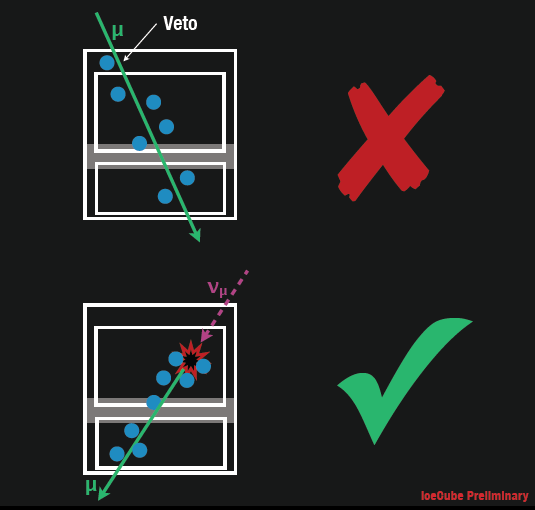 μ
Veto
νμ
μ
IceCube Preliminary